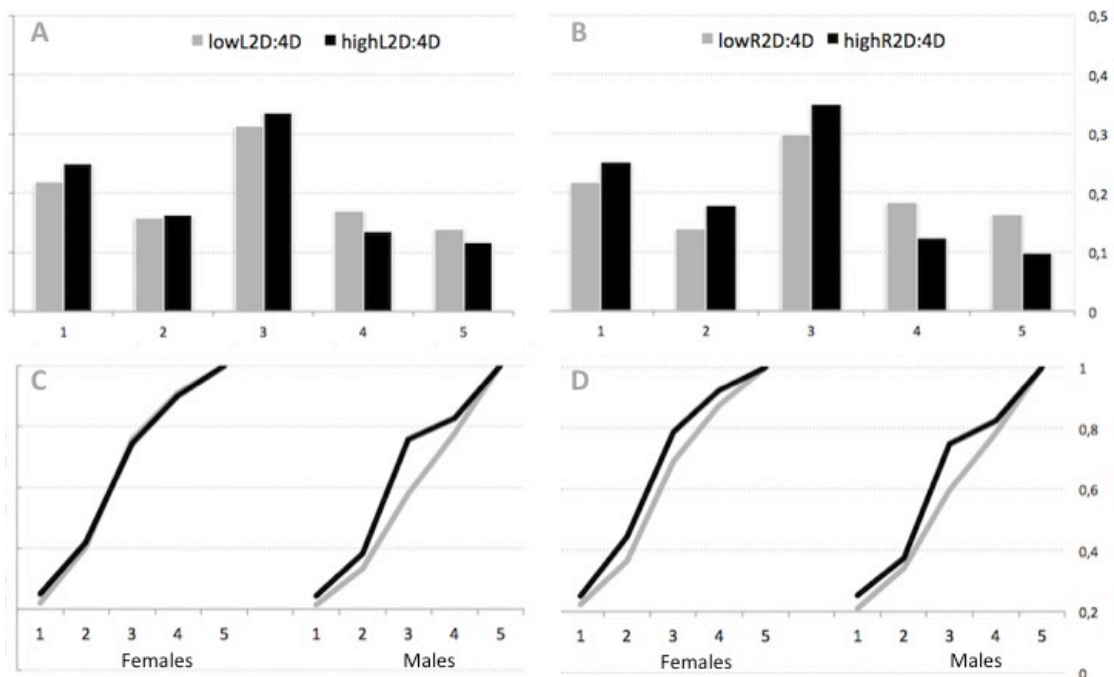 A
lowL2D:4D highL2D:4D
B
lowR2D:4D highR2D:4D
0,5
0,4
0,3
0,2
0,1
0
1 2 3 4 5
1 2 3 4 5
C
D
1
0,8
0,6
0,4
0,2
0
1 2 3 4 5 1 2 3 4 5
Females Males
1 2 3 4 5 1 2 3 4 5
Females Males